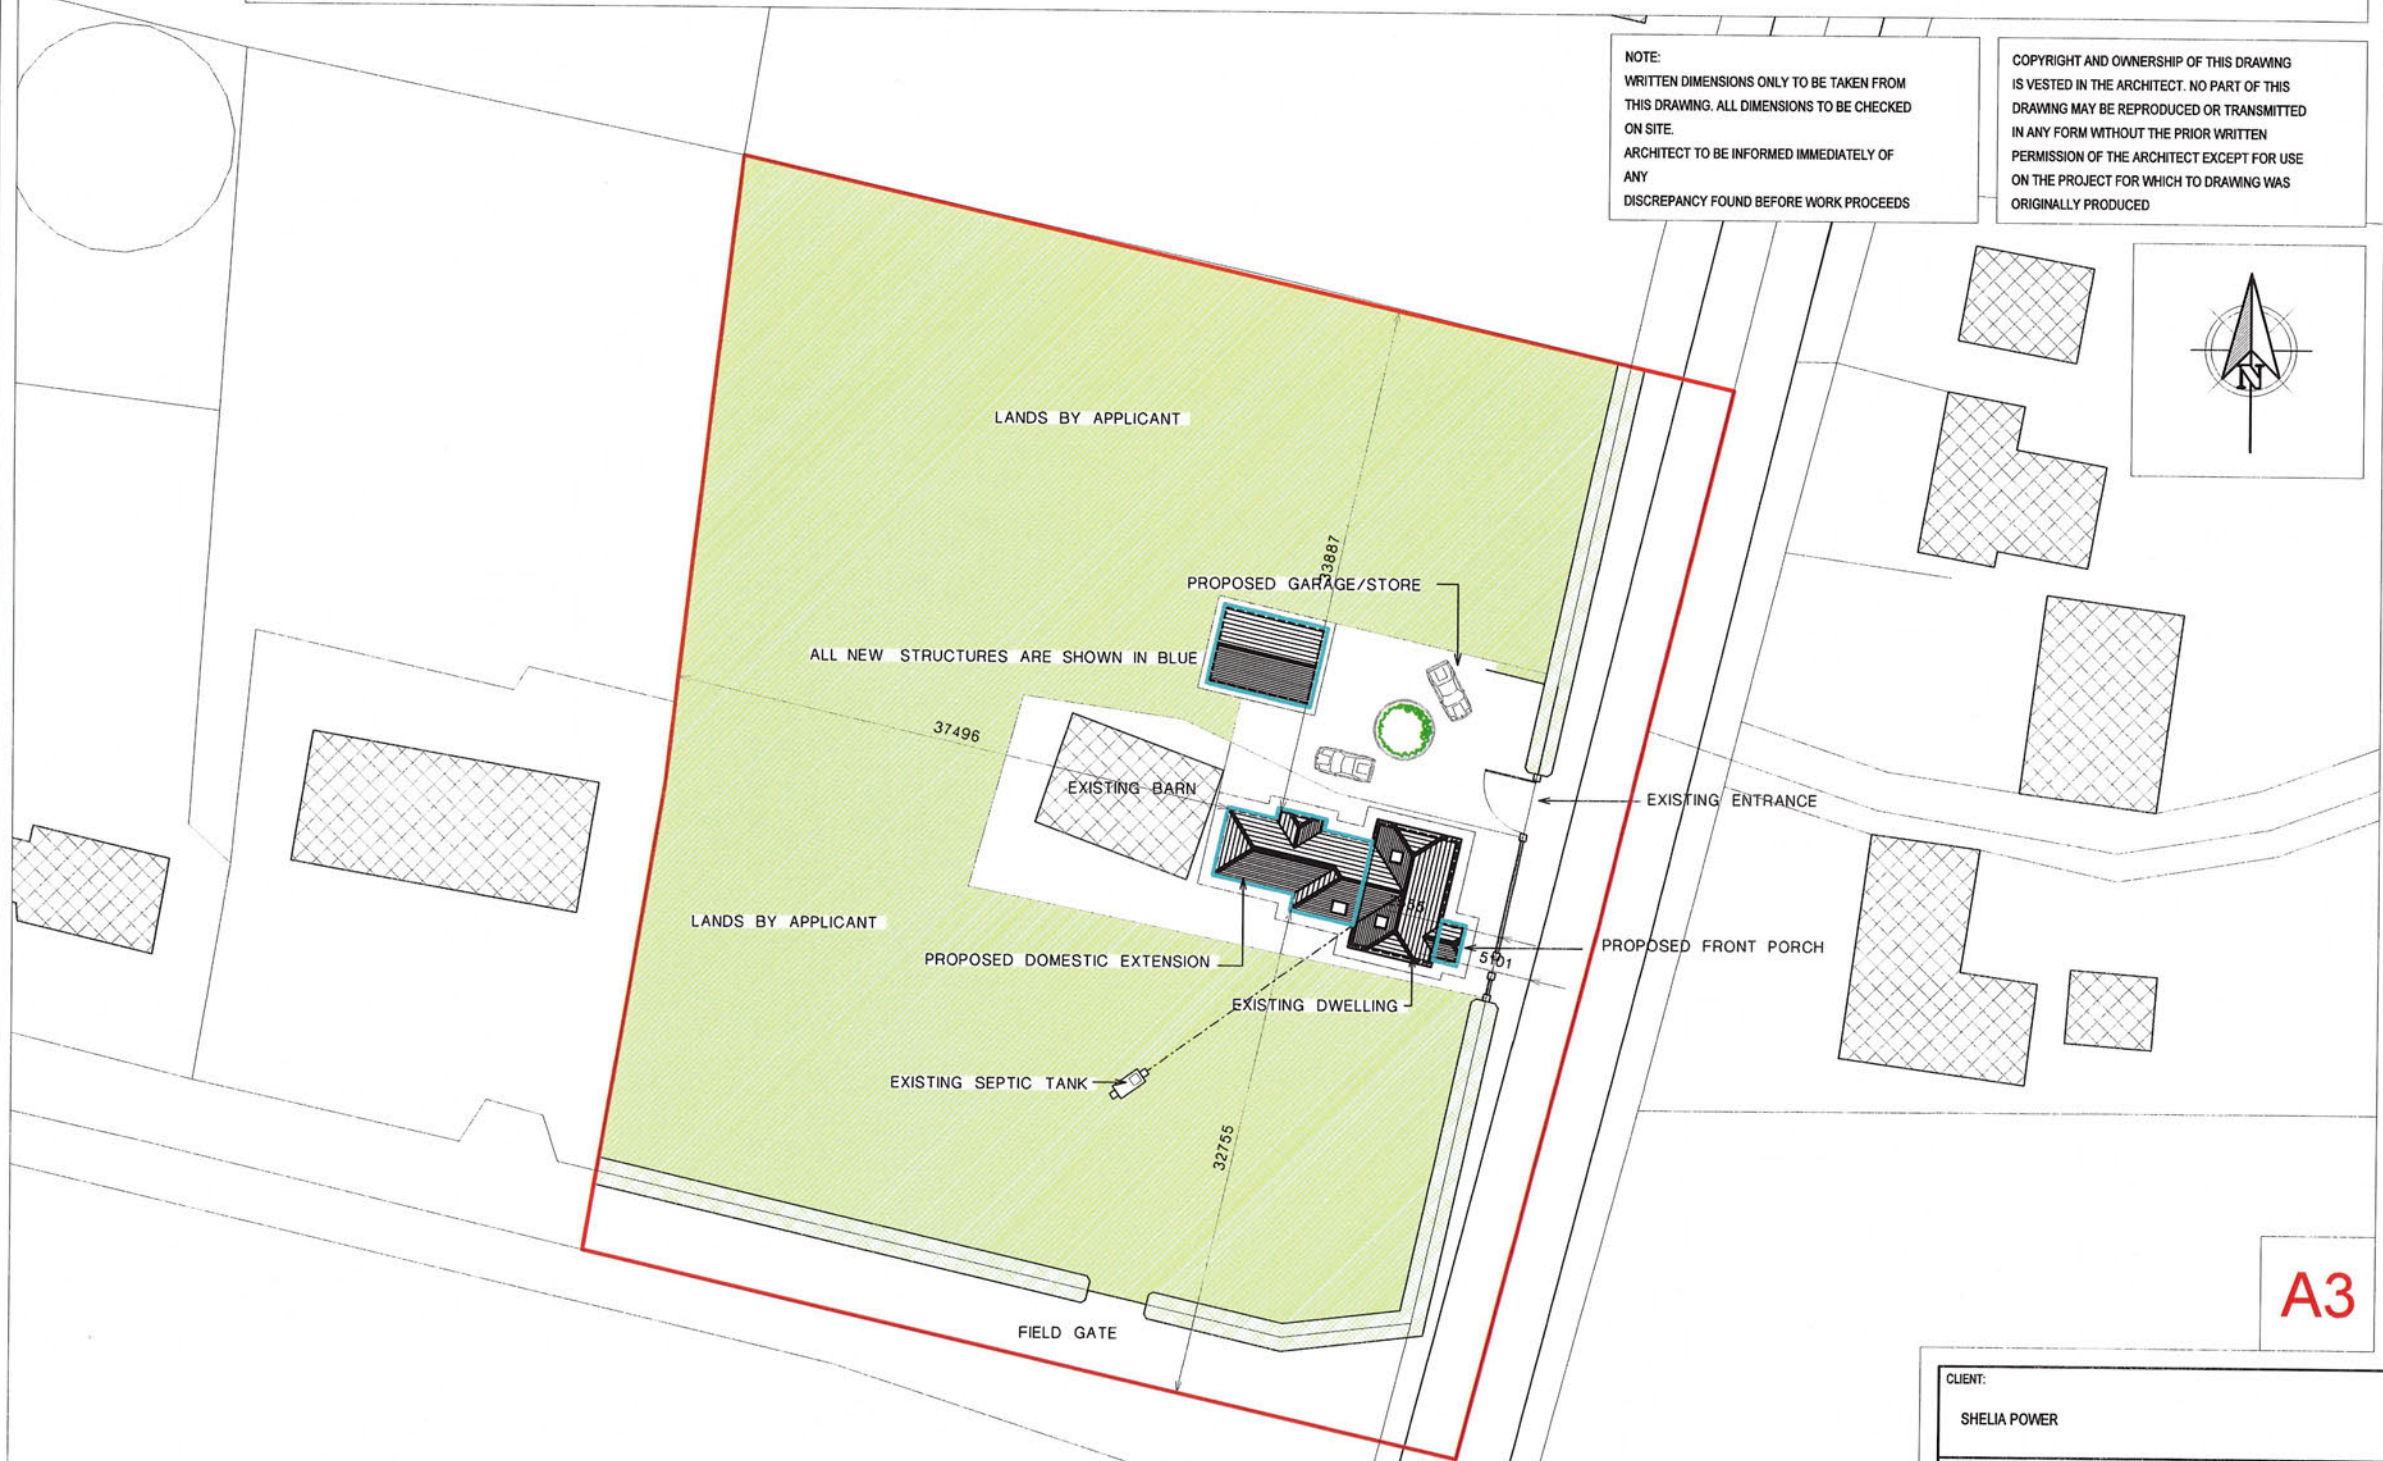 NOTE:
WRITTEN DIMENSIONS ONLY TO BE TAKEN FROM
THIS DRAWING. ALL DIMENSIONS TO BE CHECKED
ON SITE.
ARCHITECT TO BE INFORMED IMMEDIATELY OF
ANY
DISCREPANCY FOUND BEFORE WORK PROCEEDS
COPYRIGHT AND OWNERSHIP OF THIS DRAWING
IS VESTED IN THE ARCHITECT. NO PART OF THIS
DRAWING MAY BE REPRODUCED OR TRANSMITTED
IN ANY FORM WITHOUT THE PRIOR WRITTEN
PERMISSION OF THE ARCHITECT EXCEPT FOR USE
ON THE PROJECT FOR WHICH TO DRAWING WAS
ORIGINALLY PRODUCED
N
LANDS BY APPLICANT
33887
PROPOSED GARAGE/STORE
ALL NEW STRUCTURES ARE SHOWN IN BLUE
37496
EXISTING BARN
EXISTING ENTRANCE
LANDS BY APPLICANT
PROPOSED DOMESTIC EXTENSION
PROPOSED FRONT PORCH
5101
EXISTING DWELLING
EXISTING SEPTIC TANK
32755
FIELD GATE
A3
CLIENT:
SHELIA POWER